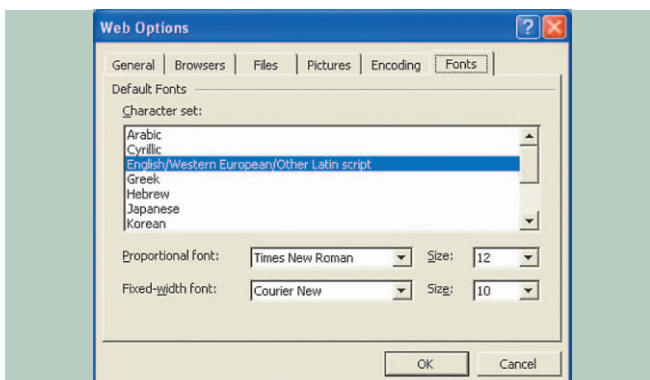 Web Options
General Browsers Files Pictures Encoding Fonts
Default Fonts
Character set:
Arabic
Cyrillic
English/Western European/Other Latin script
Greek
Hebrew
Japanese
Korean
Proportional font: Times New Roman Size: 12
Fixed-width font: Courier New Size: 10
OK Cancel